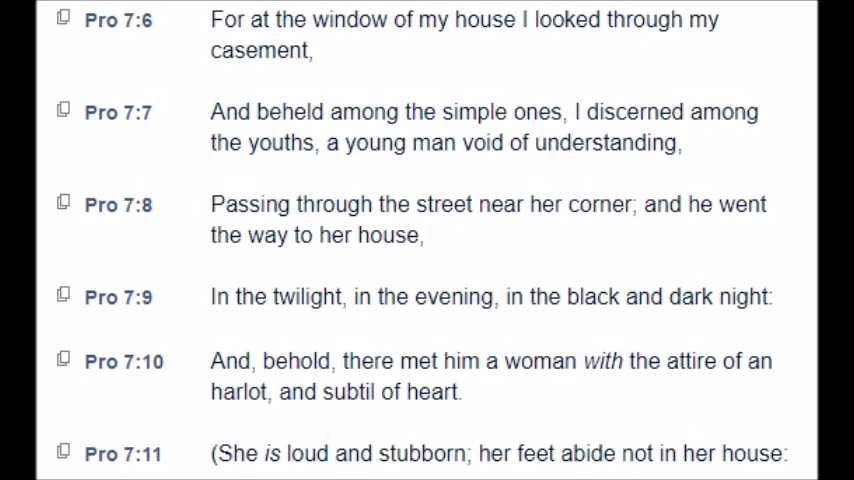 Pro 7:6 For at the window of my house I looked through my
casement,
Pro 7:7 And beheld among the simple ones, I discerned among
the youths, a young man void of understanding,
Pro 7:8 Passing through the street near her corner; and he went
the way to her house,
Pro 7:9 In the twilight, in the evening, in the black and dark night:
Pro 7:10 And, behold, there met him a woman with the attire of an
harlot, and subtil of heart.
Pro 7:11 (She is loud and stubborn; her feet abide not in her house: